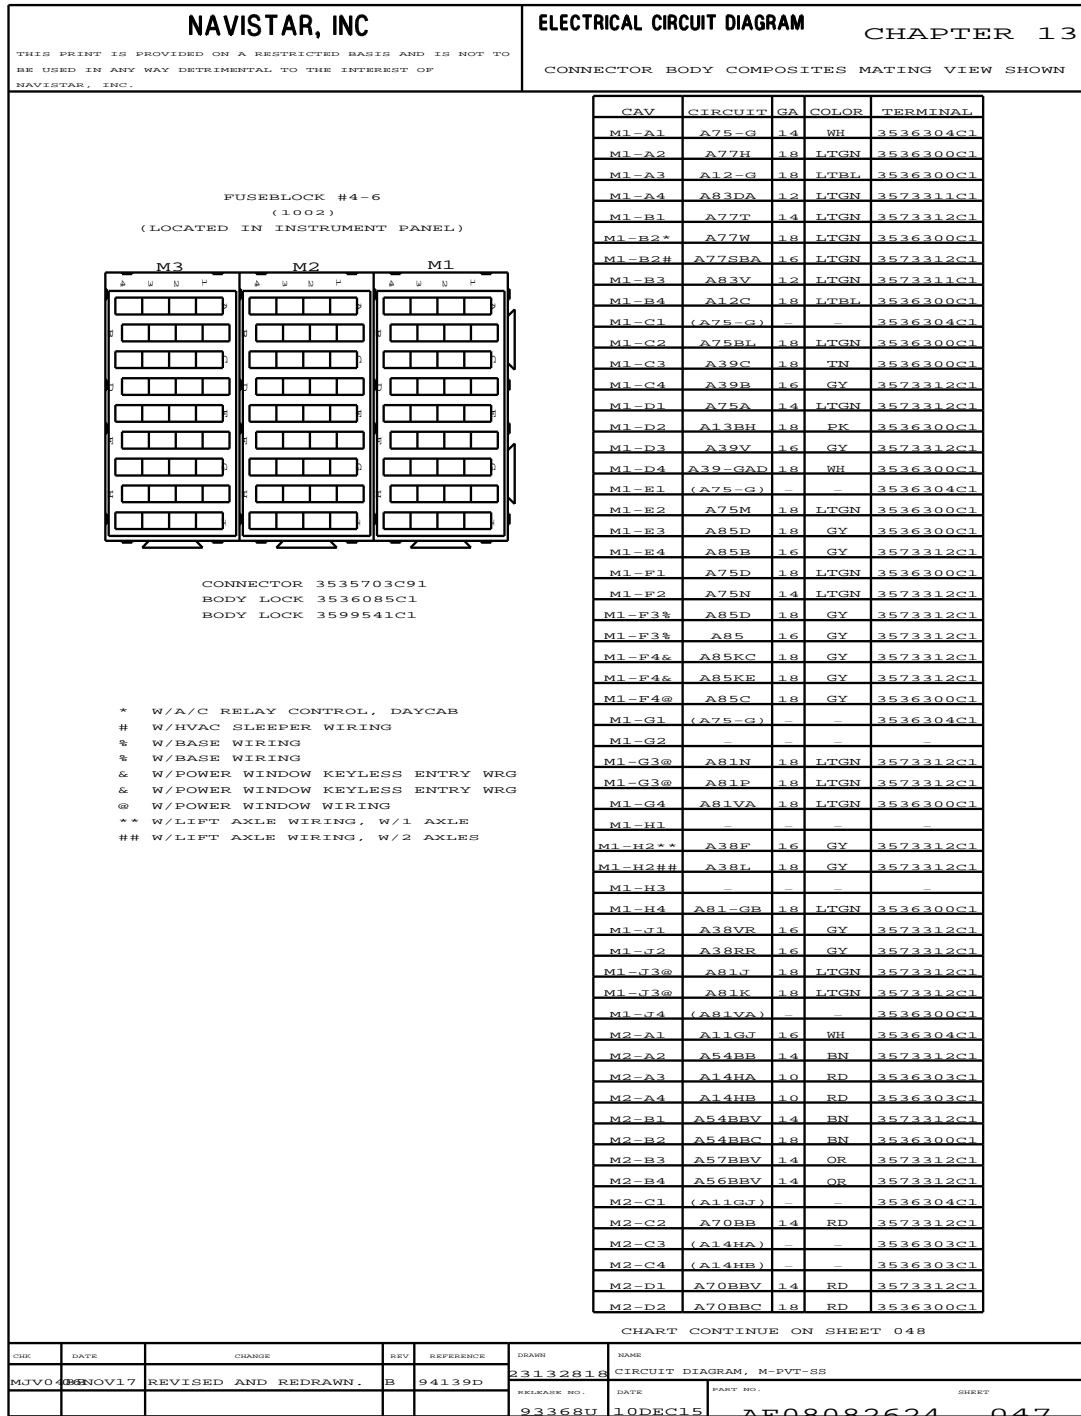 NAVISTAR, INC
THIS PRINT IS PROVIDED ON A RESTRICTED BASIS AND IS NOT TO
BE USED IN ANY WAY DETRIMENTAL TO THE INTEREST OF
NAVISTAR, INC.
ELECTRICAL CIRCUIT DIAGRAM
CHAPTER 13
CONNECTOR BODY COMPOSITES MATING VIEW SHOWN
FUSEBLOCK #4-6
(1002)
(LOCATED IN INSTRUMENT PANEL)
M3 M2 M1
4 3 2 1 4 3 2 1 4 3 2 1
CONNECTOR 3535703C91
BODY LOCK 3536085C1
BODY LOCK 3599541C1
* W/A/C RELAY CONTROL, DAYCAB
# W/HVAC SLEEPER WIRING
% W/BASE WIRING
% W/BASE WIRING
& W/POWER WINDOW KEYLESS ENTRY WRG
& W/POWER WINDOW KEYLESS ENTRY WRG
@ W/POWER WINDOW WIRING
** W/LIFT AXLE WIRING, W/1 AXLE
## W/LIFT AXLE WIRING, W/2 AXLES
CAV CIRCUIT GA COLOR TERMINAL
M1-A1 A75-G 14 WH 3536304C1
M1-A2 A77H 18 LTGN 3536300C1
M1-A3 A12-G 18 LTBL 3536300C1
M1-A4 A83DA 12 LTGN 3573311C1
M1-B1 A77T 14 LTGN 3573312C1
M1-B2* A77W 18 LTGN 3536300C1
M1-B2# A77SBA 16 LTGN 3573312C1
M1-B3 A83V 12 LTGN 3573311C1
M1-B4 A12C 18 LTBL 3536300C1
M1-C1 (A75-G) - - 3536304C1
M1-C2 A75BL 18 LTGN 3536300C1
M1-C3 A39C 18 TN 3536300C1
M1-C4 A39B 16 GY 3573312C1
M1-D1 A75A 14 LTGN 3573312C1
M1-D2 A13BH 18 PK 3536300C1
M1-D3 A39V 16 GY 3573312C1
M1-D4 A39-GAD 18 WH 3536300C1
M1-E1 (A75-G) - - 3536304C1
M1-E2 A75M 18 LTGN 3536300C1
M1-E3 A85D 18 GY 3536300C1
M1-E4 A85B 16 GY 3573312C1
M1-F1 A75D 18 LTGN 3536300C1
M1-F2 A75N 14 LTGN 3573312C1
M1-F3% A85D 18 GY 3573312C1
M1-F3% A85 16 GY 3573312C1
M1-F4& A85KC 18 GY 3573312C1
M1-F4& A85KE 18 GY 3573312C1
M1-F4@ A85C 18 GY 3536300C1
M1-G1 (A75-G) - - 3536304C1
M1-G2 - - - -
M1-G3@ A81N 18 LTGN 3573312C1
M1-G3@ A81P 18 LTGN 3573312C1
M1-G4 A81VA 18 LTGN 3536300C1
M1-H1 - - - -
M1-H2** A38F 16 GY 3573312C1
M1-H2## A38L 18 GY 3573312C1
M1-H3 - - - -
M1-H4 A81-GB 18 LTGN 3536300C1
M1-J1 A38VR 16 GY 3573312C1
M1-J2 A38RR 16 GY 3573312C1
M1-J3@ A81J 18 LTGN 3573312C1
M1-J3@ A81K 18 LTGN 3573312C1
M1-J4 (A81VA) - - 3536300C1
M2-A1 A11GJ 16 WH 3536304C1
M2-A2 A54BB 14 BN 3573312C1
M2-A3 A14HA 10 RD 3536303C1
M2-A4 A14HB 10 RD 3536303C1
M2-B1 A54BBV 14 BN 3573312C1
M2-B2 A54BBC 18 BN 3536300C1
M2-B3 A57BBV 14 OR 3573312C1
M2-B4 A56BBV 14 OR 3573312C1
M2-C1 (A11GJ) - - 3536304C1
M2-C2 A70BB 14 RD 3573312C1
M2-C3 (A14HA) - - 3536303C1
M2-C4 (A14HB) - - 3536303C1
M2-D1 A70BBV 14 RD 3573312C1
M2-D2 A70BBC 18 RD 3536300C1
CHART CONTINUE ON SHEET 048
CHK DATE CHANGE REV REFERENCE DRAWN NAME
23132818 CIRCUIT DIAGRAM, M-PVT-SS
NOV17 REVISED AND REDRAWN. B 94139D
RELEASE NO. DATE PART NO. SHEET
93368U 10DEC15 AF08082624 047